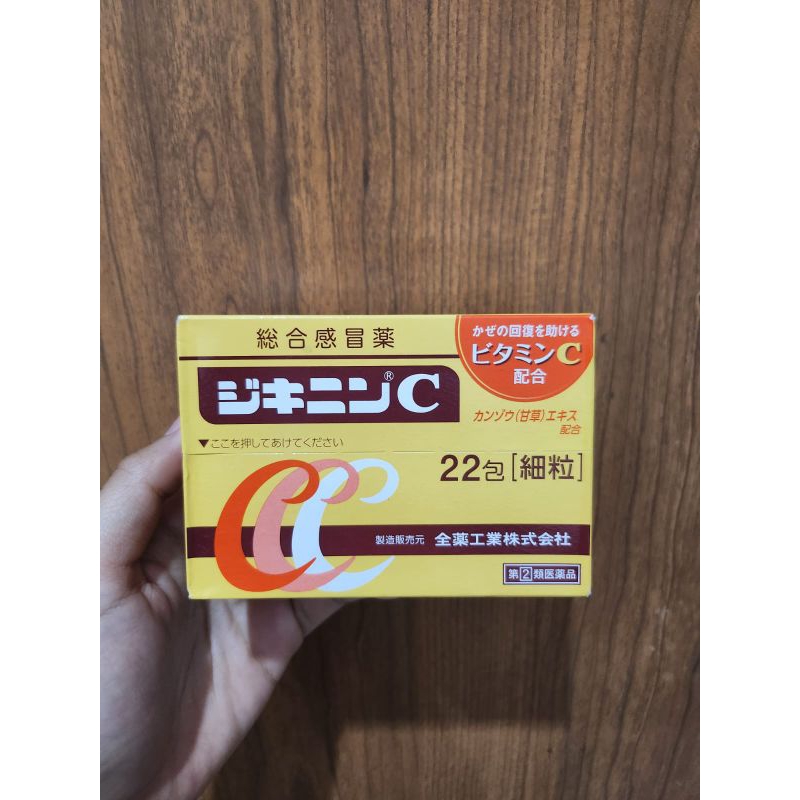 総合感冒薬
ジキニン®C
▼ここを押してあけてください
かぜの回復を助ける
ビタミンC
配合
カンゾウ(甘草)エキス
配合
22包[細粒]
製造販売元 全薬工業株式会社
第②類医薬品